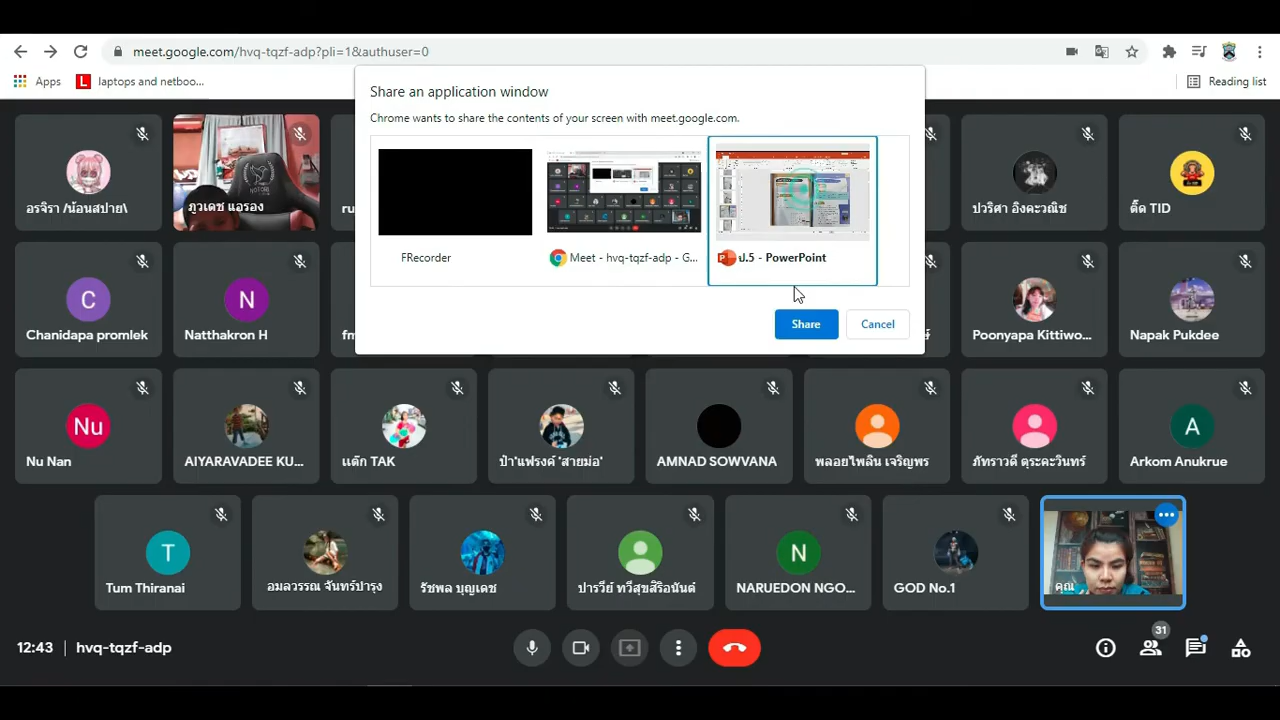 meet.google.com/hvq-tqzf-adp?pli=1&authuser=0
Apps
L
laptops and netboo...
Reading list
Share an application window
Chrome wants to share the contents of your screen with meet.google.com.
FRecorder
Meet - hvq-tqzf-adp - G...
ป.5 - PowerPoint
Share
Cancel
อรจิรา /น้อนสปาย\
ภูวเดช แอรอง
ru
ปวริศา อิงคะวณิช
ติ๊ด TID
C
Chanidapa promlek
N
Natthakron H
Poonyapa Kittiwo...
Napak Pukdee
Nu
Nu Nan
AIYARAVADEE KU...
เเต๊ก TAK
ป๋า'แฟรงค์ 'สายม่อ'
AMNAD SOWVANA
พลอยไพลิน เจริญพร
ภัทราวดี ตุระคะวินทร์
A
Arkom Anukrue
T
Tum Thiranai
อมลวรรณ จันทร์บำรุง
รัชพล บุญเดช
ปารวีย์ ทวีสุขสิริอนันต์
N
NARUEDON NGO...
GOD No.1
คุณ
12:43
hvq-tqzf-adp
31